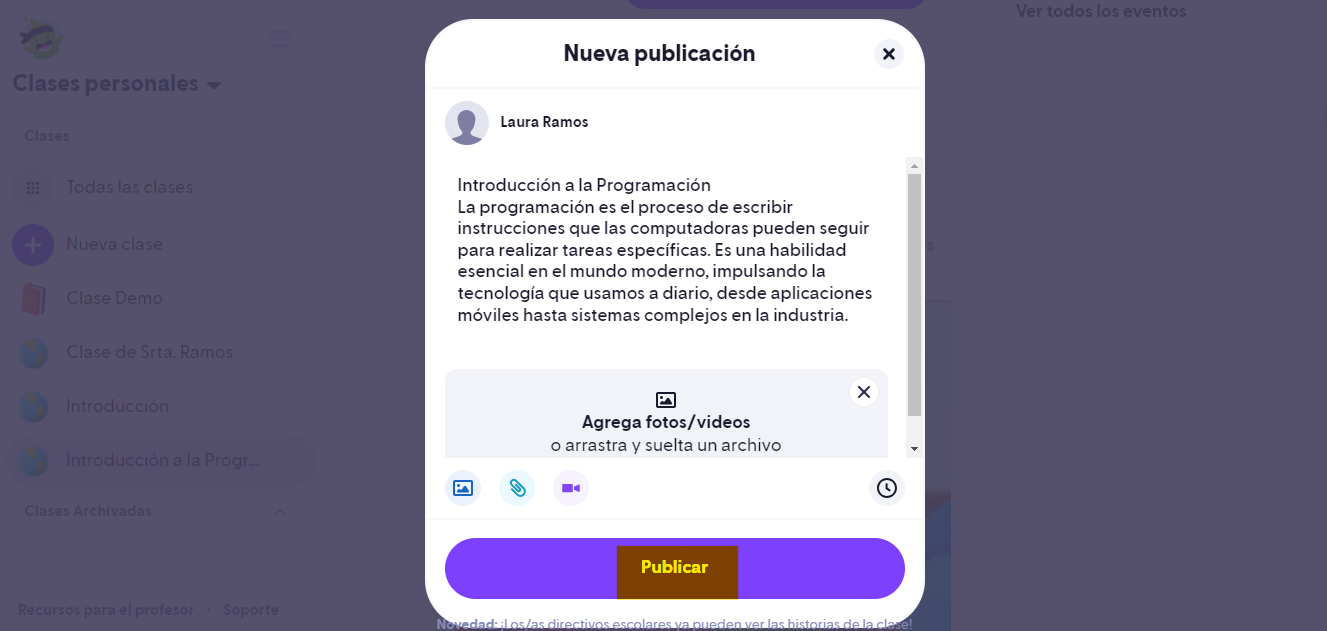 Ver todos los eventos
Nueva publicación
Clases personales
Laura Ramos
Clases
Todas las clases
Nueva clase
Clase Demo
Clase de Srta. Ramos
Introducción
Introducción a la Progr...
Clases Archivadas
Recursos para el profesor · Soporte
Introducción a la Programación
La programación es el proceso de escribir
instrucciones que las computadoras pueden seguir
para realizar tareas específicas. Es una habilidad
esencial en el mundo moderno, impulsando la
tecnología que usamos a diario, desde aplicaciones
móviles hasta sistemas complejos en la industria.
Agrega fotos/videos
o arrastra y suelta un archivo
Publicar
Novedad: ¡Los/as directivos escolares ya pueden ver las historias de la clase!